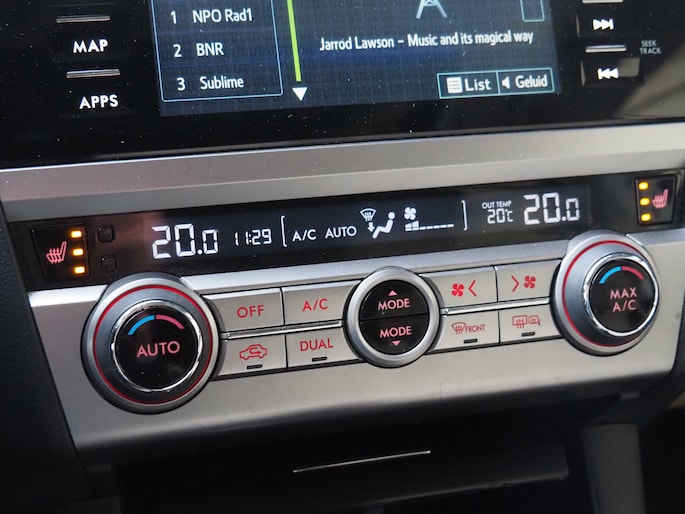 1 NPO Rad1
2 BNR
3 Sublime
Jarrod Lawson – Music and its magical way
List
Geluid
MAP
APPS
SEEK
TRACK
20.0
11:29
A/C AUTO
OUT TEMP
20°C
20.0
AUTO
OFF
A/C
DUAL
MODE
MODE
FRONT
MAX
A/C